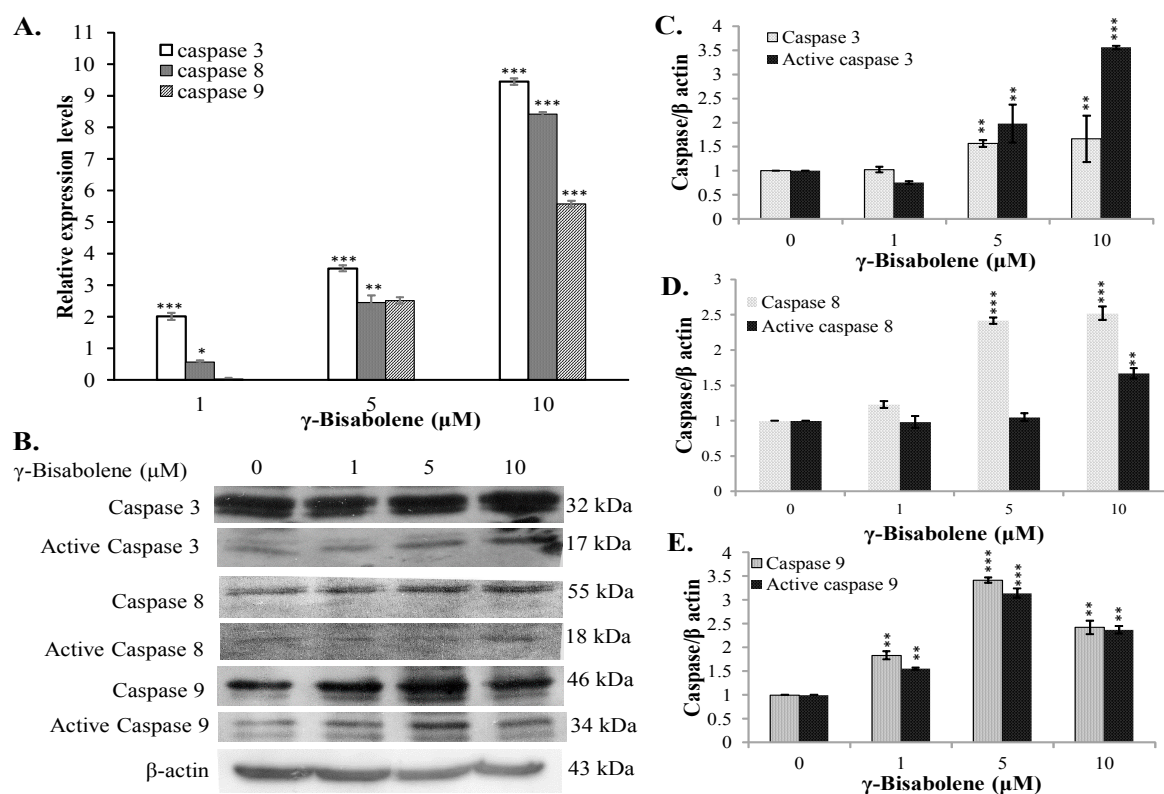 A.
11
10
9
8
7
6
5
4
3
2
1
0
Relative expression levels
caspase 3
caspase 8
caspase 9
***
*
***
**
***
***
***
1 5 10
γ-Bisabolene (µM)
B.
γ-Bisabolene (µM) 0 1 5 10
Caspase 3 32 kDa
Active Caspase 3 17 kDa
Caspase 8 55 kDa
Active Caspase 8 18 kDa
Caspase 9 46 kDa
Active Caspase 9 34 kDa
β-actin 43 kDa
C.
4
3.5
3
2.5
2
1.5
1
0.5
0
Caspase/β actin
Caspase 3
Active caspase 3
**
**
**
***
0 1 5 10
γ-Bisabolene (µM)
D.
3
2.5
2
1.5
1
0.5
0
Caspase/β actin
Caspase 8
Active caspase 8
***
***
**
0 1 5 10
γ-Bisabolene (µM)
E.
4
3.5
3
2.5
2
1.5
1
0.5
0
Caspase/β actin
Caspase 9
Active caspase 9
**
**
***
***
**
**
0 1 5 10
γ-Bisabolene (µM)